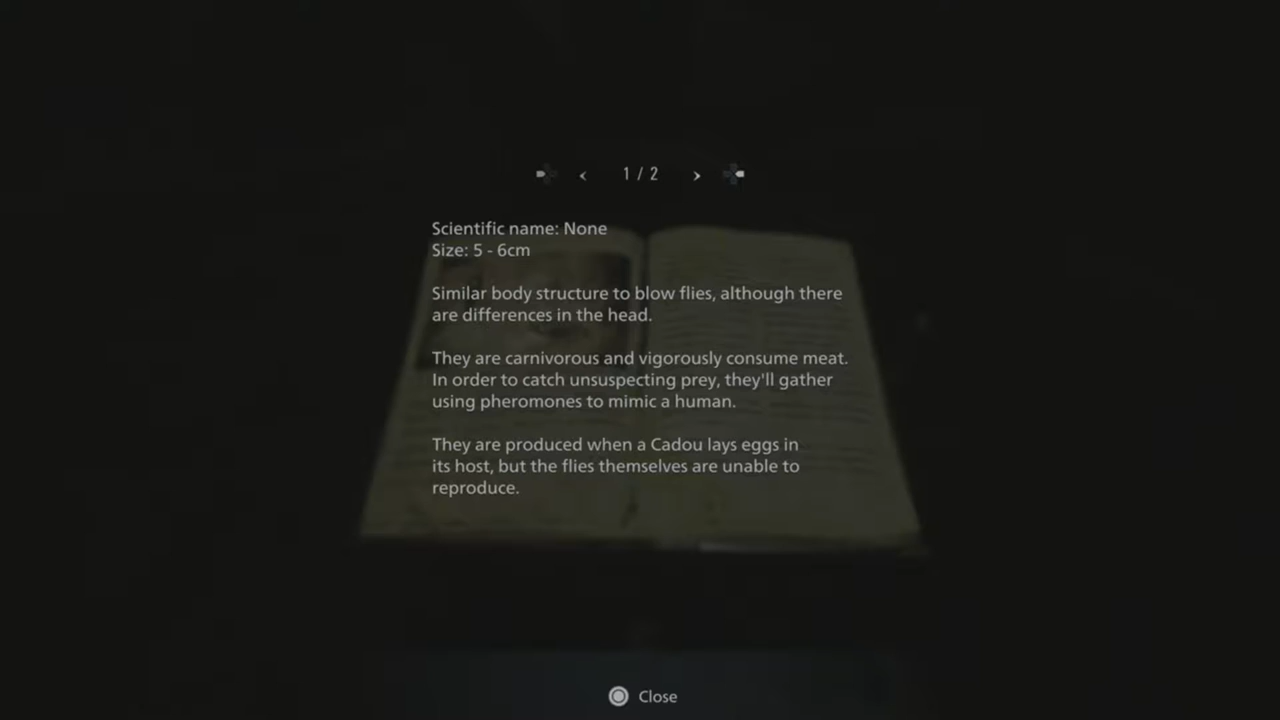 1 / 2
Scientific name: None
Size: 5 - 6cm
Similar body structure to blow flies, although there
are differences in the head.
They are carnivorous and vigorously consume meat.
In order to catch unsuspecting prey, they'll gather
using pheromones to mimic a human.
They are produced when a Cadou lays eggs in
its host, but the flies themselves are unable to
reproduce.
Close